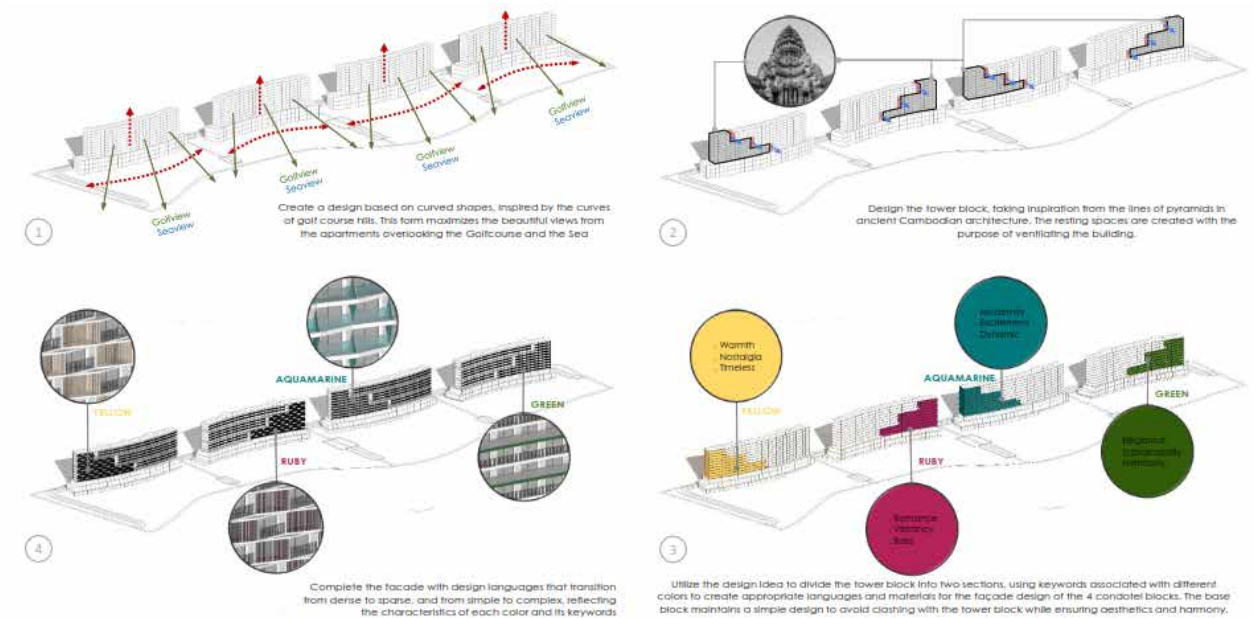 Golfview
Seaview
Golfview
Seaview
Golfview
Seaview
Golfview
Seaview
Create a design based on curved shapes, inspired by the curves
of golf course hills. This form maximizes the beautiful views from
the apartments overlooking the Golfcourse and the Sea
1
Design the tower block, taking inspiration from the lines of pyramids in
ancient Cambodian architecture. The resting spaces are created with the
purpose of ventilating the building.
2
YELLOW
AQUAMARINE
RUBY
GREEN
4
Complete the facade with design languages that transition
from dense to sparse, and from simple to complex, reflecting
the characteristics of each color and its keywords
. Warmth
. Nostalgia
. Timeless
YELLOW
. Excitement
. Dynamic
AQUAMARINE
RUBY
. Romance
. Vibrancy
GREEN
3
Utilize the design idea to divide the tower block into two sections, using keywords associated with different
colors to create appropriate languages and materials for the façade design of the 4 condotel blocks. The base
block maintains a simple design to avoid clashing with the tower block while ensuring aesthetics and harmony.